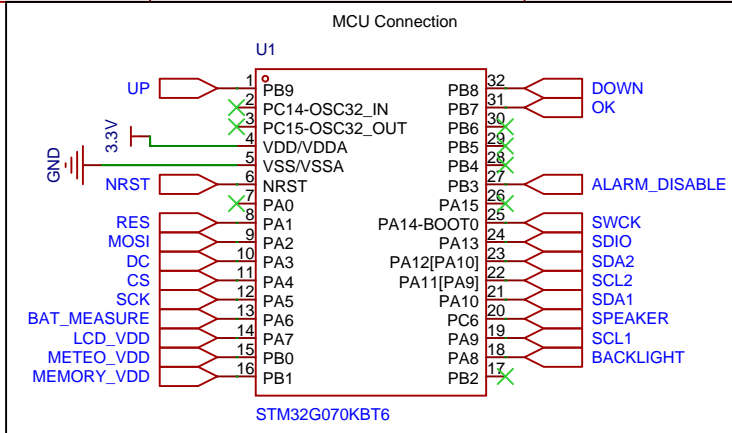 MCU Connection
U1
UP 1 PB9 PB8 32 DOWN
2 PC14-OSC32_IN PB7 31 OK
3 PC15-OSC32_OUT PB6 30
3.3V 4 VDD/VDDA PB5 29
GND 5 VSS/VSSA PB4 28
NRST 6 NRST PB3 27 ALARM_DISABLE
7 PA0 PA15 26
RES 8 PA1 PA14-BOOT0 25 SWCK
MOSI 9 PA2 PA13 24 SDIO
DC 10 PA3 PA12[PA10] 23 SDA2
CS 11 PA4 PA11[PA9] 22 SCL2
SCK 12 PA5 PA10 21 SDA1
BAT_MEASURE 13 PA6 PC6 20 SPEAKER
LCD_VDD 14 PA7 PA9 19 SCL1
METEO_VDD 15 PB0 PA8 18 BACKLIGHT
MEMORY_VDD 16 PB1 PB2 17
STM32G070KBT6